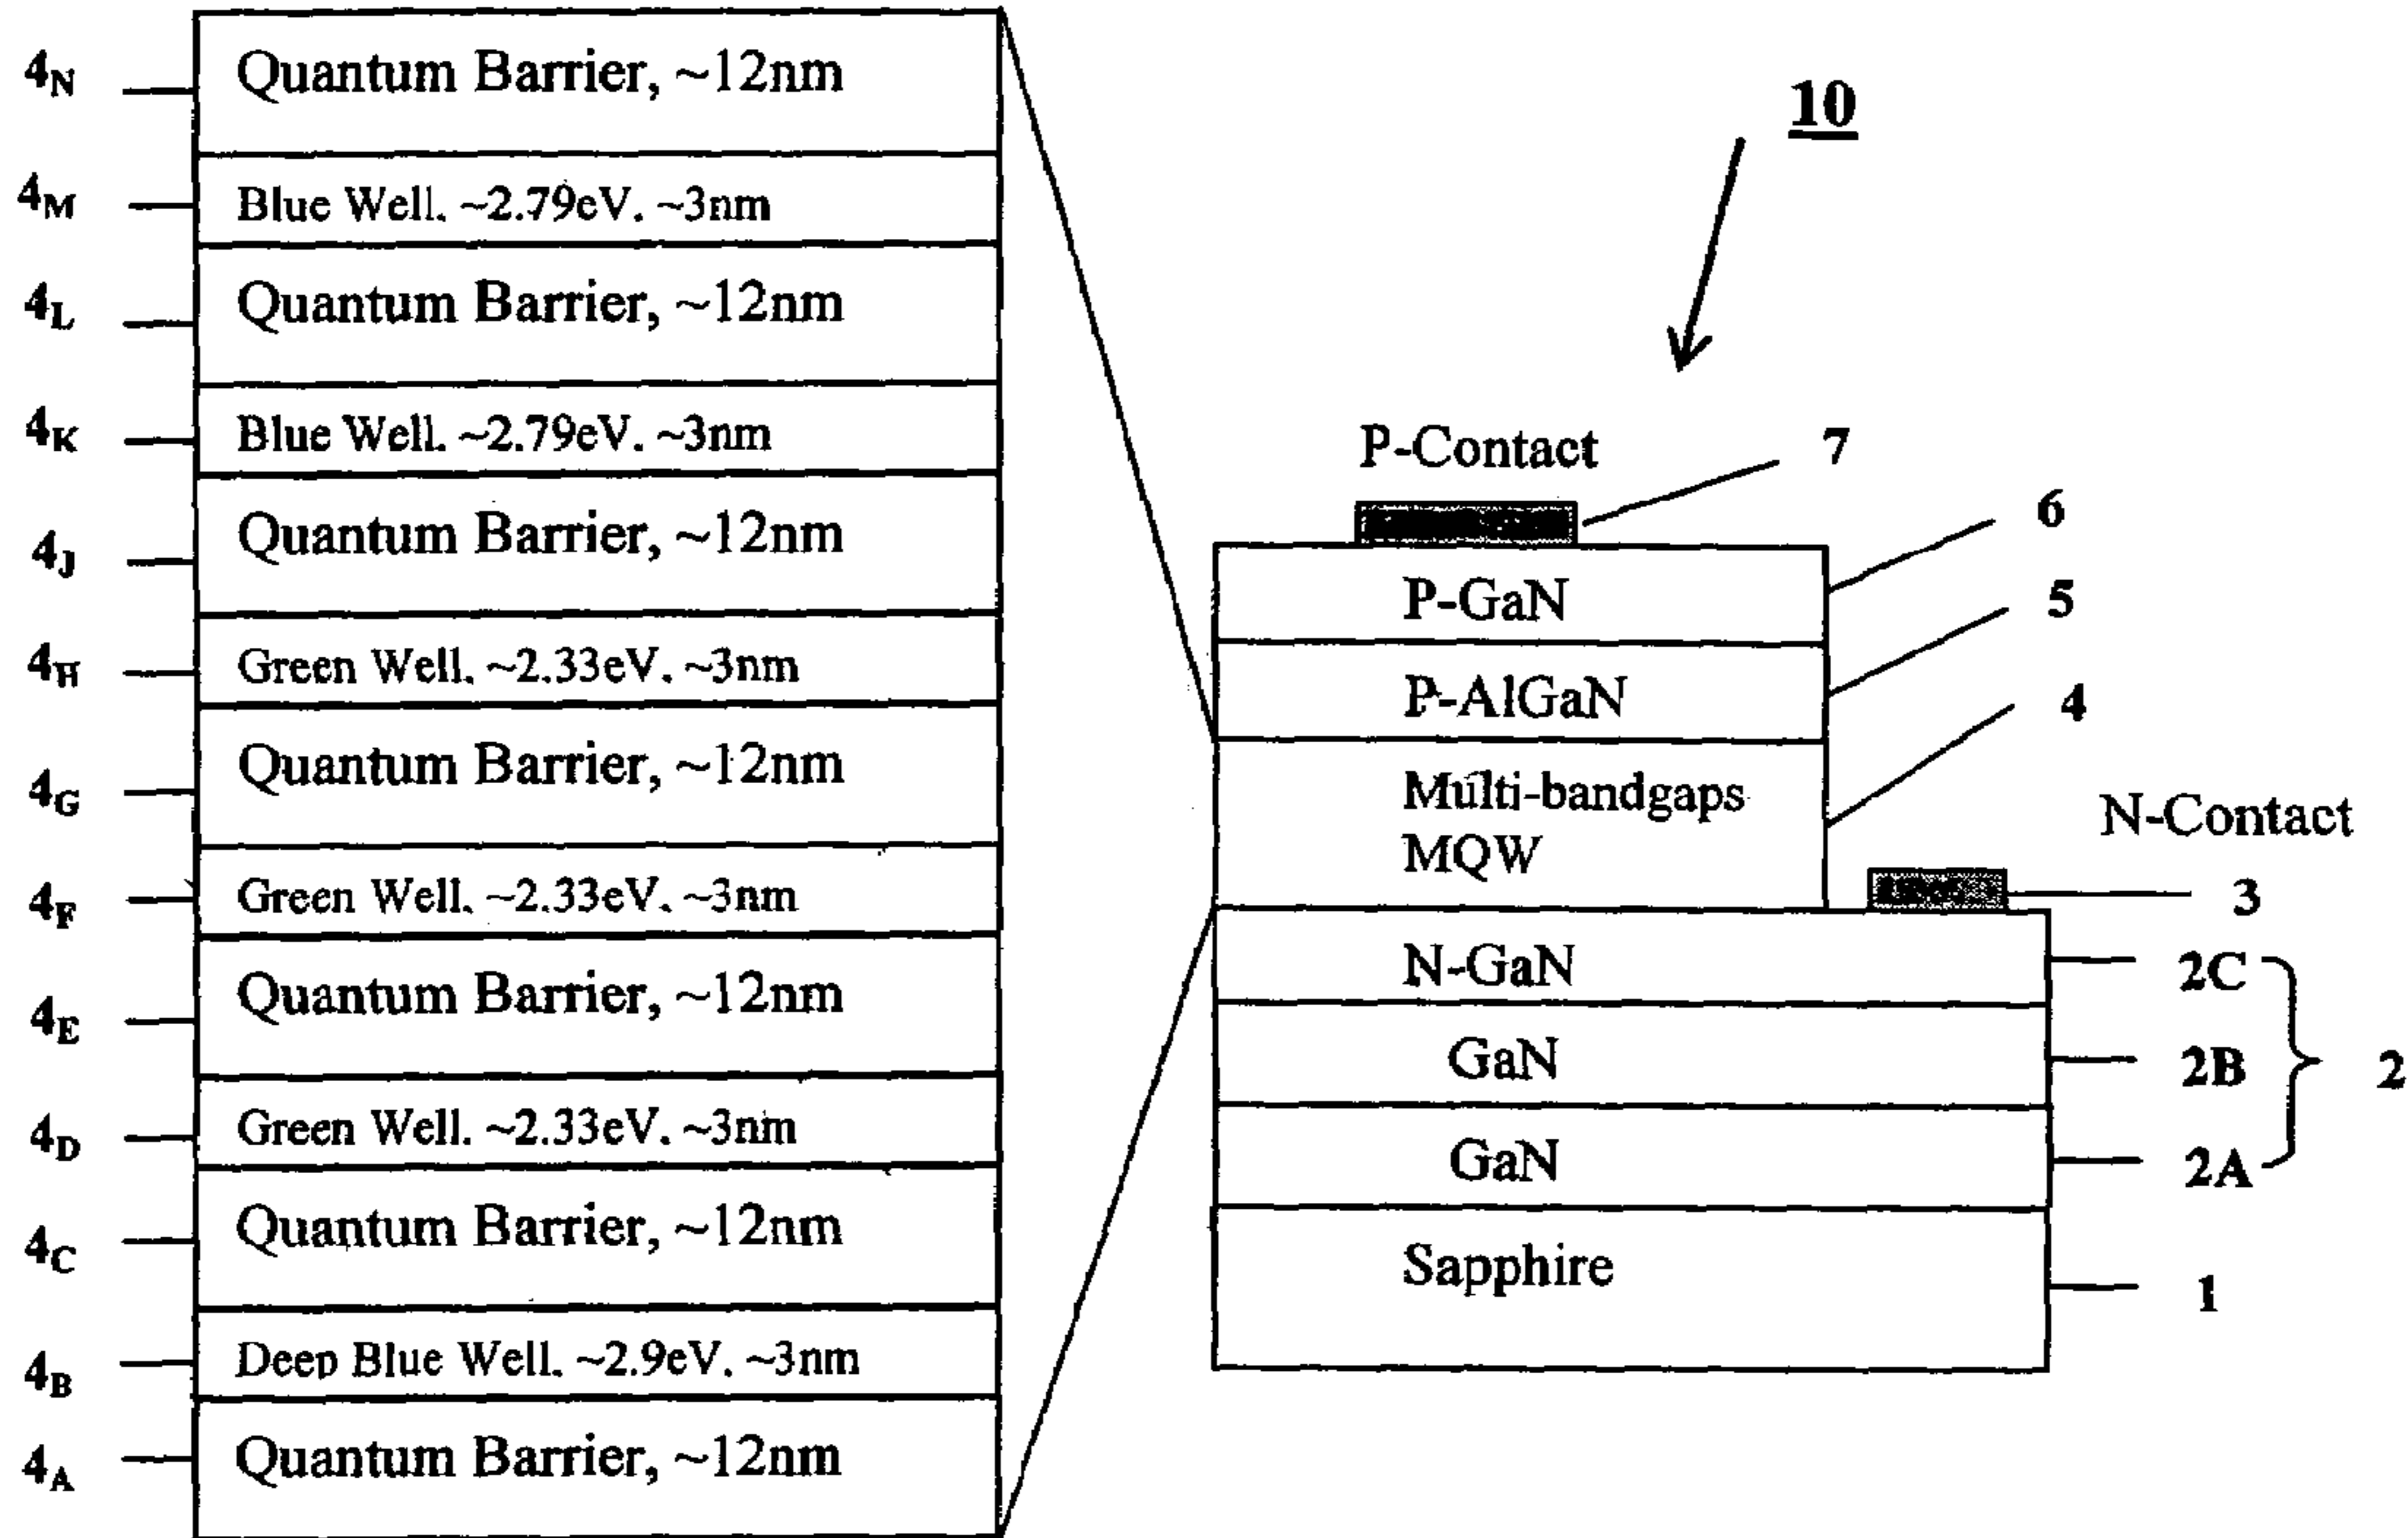 4N
Quantum Barrier, ~12nm
4M
Blue Well. ~2.79eV. ~3nm
4L
Quantum Barrier, ~12nm
4K
Blue Well. ~2.79eV. ~3nm
4J
Quantum Barrier, ~12nm
4H
Green Well. ~2.33eV. ~3nm
4G
Quantum Barrier, ~12nm
4F
Green Well. ~2.33eV. ~3nm
4E
Quantum Barrier, ~12nm
4D
Green Well. ~2.33eV. ~3nm
4C
Quantum Barrier, ~12nm
4B
Deep Blue Well. ~2.9eV. ~3nm
4A
Quantum Barrier, ~12nm
10
P-Contact
7
6
P-GaN
5
P-AlGaN
4
Multi-bandgaps
MQW
N-Contact
3
N-GaN
2C
GaN
2B
2
GaN
2A
Sapphire
1